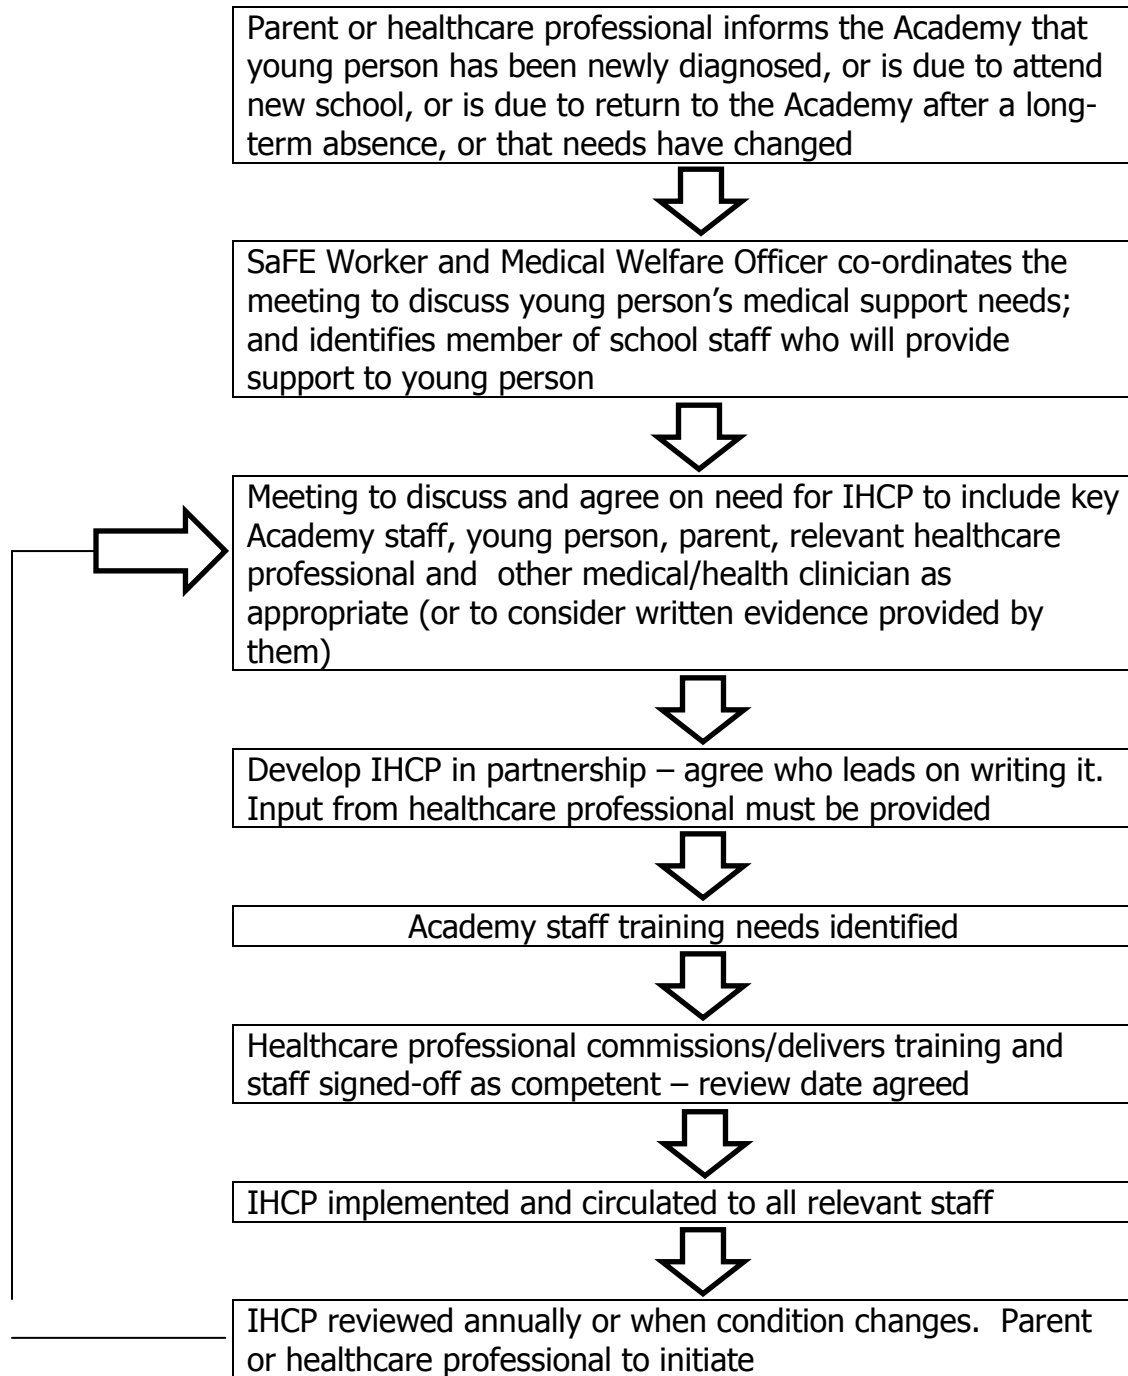 Parent or healthcare professional informs the Academy that
young person has been newly diagnosed, or is due to attend
new school, or is due to return to the Academy after a long-
term absence, or that needs have changed
SaFE Worker and Medical Welfare Officer co-ordinates the
meeting to discuss young person’s medical support needs;
and identifies member of school staff who will provide
support to young person
Meeting to discuss and agree on need for IHCP to include key
Academy staff, young person, parent, relevant healthcare
professional and  other medical/health clinician as
appropriate (or to consider written evidence provided by
them)
Develop IHCP in partnership – agree who leads on writing it.
Input from healthcare professional must be provided
Academy staff training needs identified
Healthcare professional commissions/delivers training and
staff signed-off as competent – review date agreed
IHCP implemented and circulated to all relevant staff
IHCP reviewed annually or when condition changes.  Parent
or healthcare professional to initiate